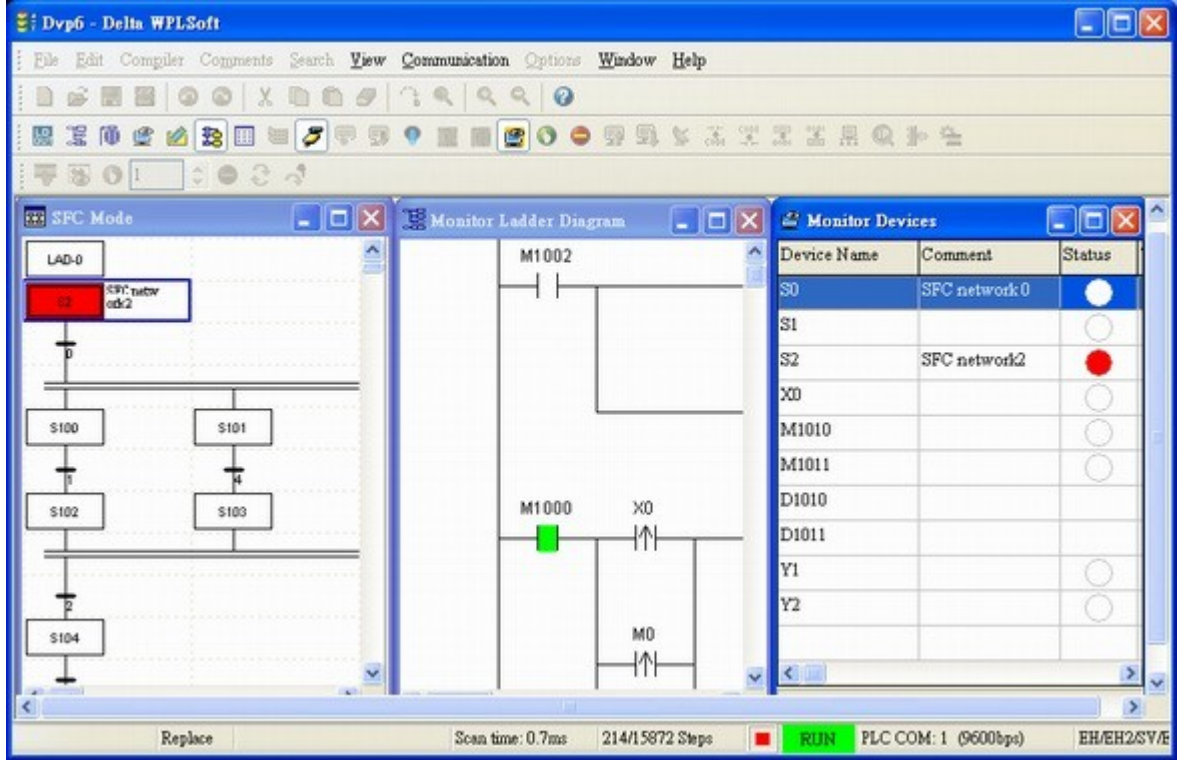 Dvp6 - Delta WPLSoft
File Edit Compiler Comments Search View Communication Options Window Help
1
SFC Mode
LAD-0
S2
SFC netw
ork2
0
S100 S101
1 4
S102 S103
2
S104
Monitor Ladder Diagram
M1002
M1000 X0
M0
Monitor Devices
Device Name Comment Status
S0 SFC network 0
S1
S2 SFC network2
X0
M1010
M1011
D1010
D1011
Y1
Y2
Replace Scan time: 0.7ms 214/15872 Steps RUN PLC COM: 1 (9600bps) EH/EH2/SV/E